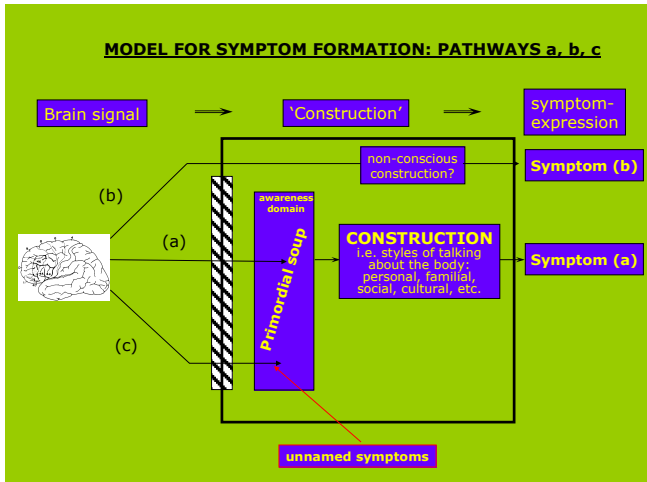 MODEL FOR SYMPTOM FORMATION: PATHWAYS a, b, c
Brain signal
‘Construction’
symptom-
expression
non-conscious
construction?
Symptom (b)
(b)
awareness
domain
(a)
Primordial soup
CONSTRUCTION
i.e. styles of talking
about the body:
personal, familial,
social, cultural, etc.
Symptom (a)
(c)
unnamed symptoms